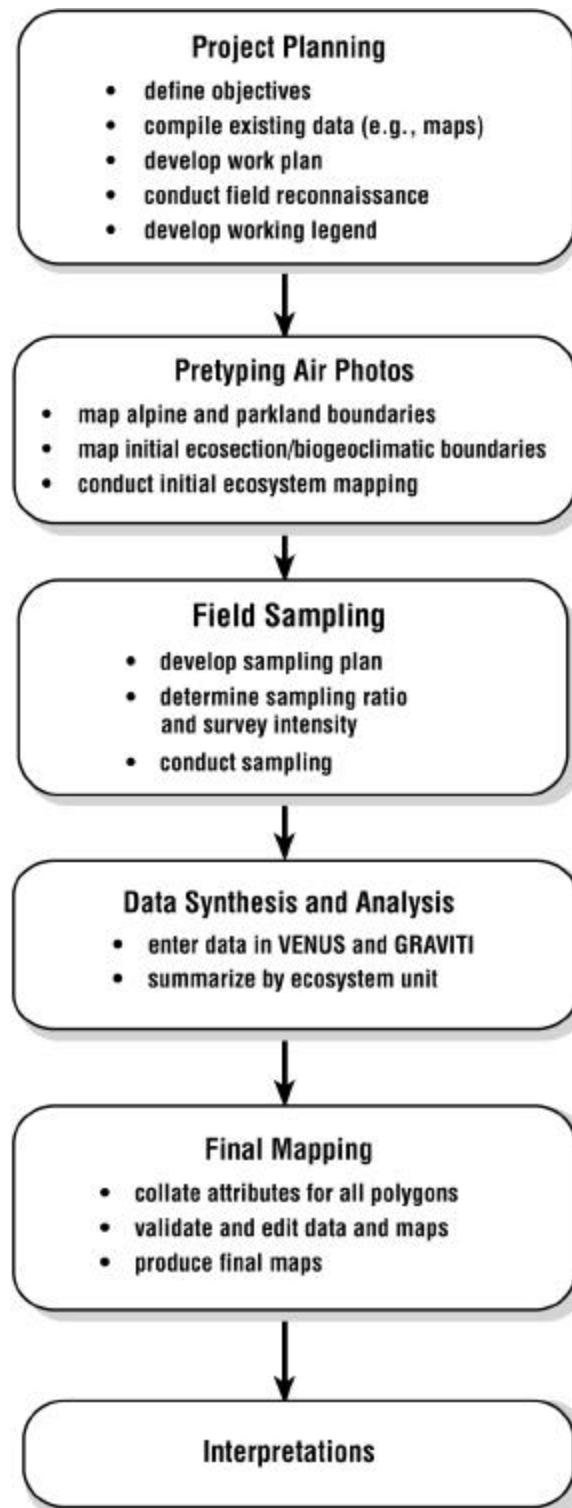 Project Planning
• define objectives
• compile existing data (e.g., maps)
• develop work plan
• conduct field reconnaissance
• develop working legend
Pretyping Air Photos
• map alpine and parkland boundaries
• map initial ecosection/biogeoclimatic boundaries
• conduct initial ecosystem mapping
Field Sampling
• develop sampling plan
• determine sampling ratio
and survey intensity
• conduct sampling
Data Synthesis and Analysis
• enter data in VENUS and GRAVITI
• summarize by ecosystem unit
Final Mapping
• collate attributes for all polygons
• validate and edit data and maps
• produce final maps
Interpretations